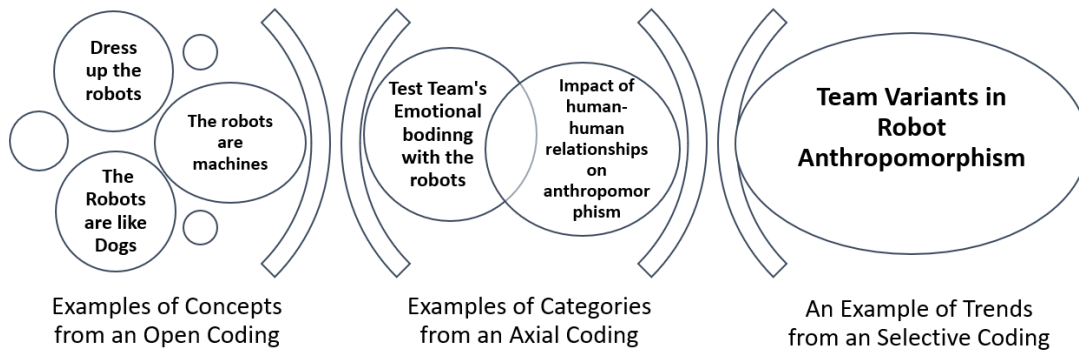 Dress
up the
robots
The robots
are
machines
The
Robots
are like
Dogs
Examples of Concepts
from an Open Coding
Test Team's
Emotional
bodinng
with the
robots
Impact of
human-
human
relationships
on
anthropomor
phism
Examples of Categories
from an Axial Coding
Team Variants in
Robot
Anthropomorphism
An Example of Trends
from an Selective Coding